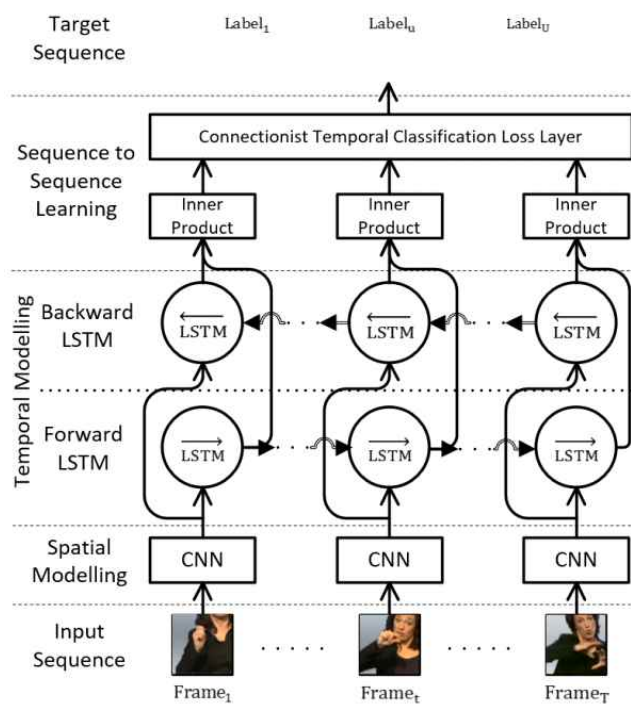 Target
Sequence
Label₁
Labelᵤ
Label_U
Connectionist Temporal Classification Loss Layer
Sequence to
Sequence
Learning
Inner
Product
Inner
Product
Inner
Product
Temporal Modelling
Backward
LSTM
LSTM
LSTM
LSTM
Forward
LSTM
LSTM
LSTM
LSTM
Spatial
Modelling
CNN
CNN
CNN
Input
Sequence
Frame₁
Frameₜ
Frame_T